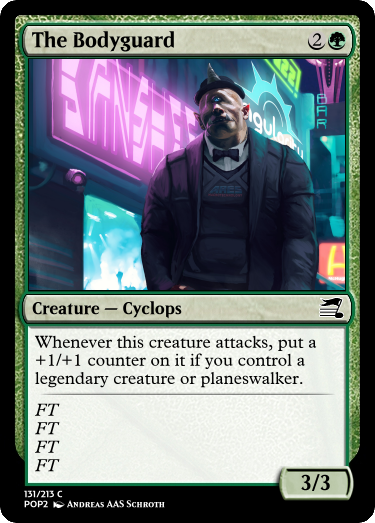 The Bodyguard
2
BAR
Creature — Cyclops
Whenever this creature attacks, put a
+1/+1 counter on it if you control a
legendary creature or planeswalker.
FT
FT
FT
FT
3/3
131/213 C
POP2 Andreas AAS Schroth